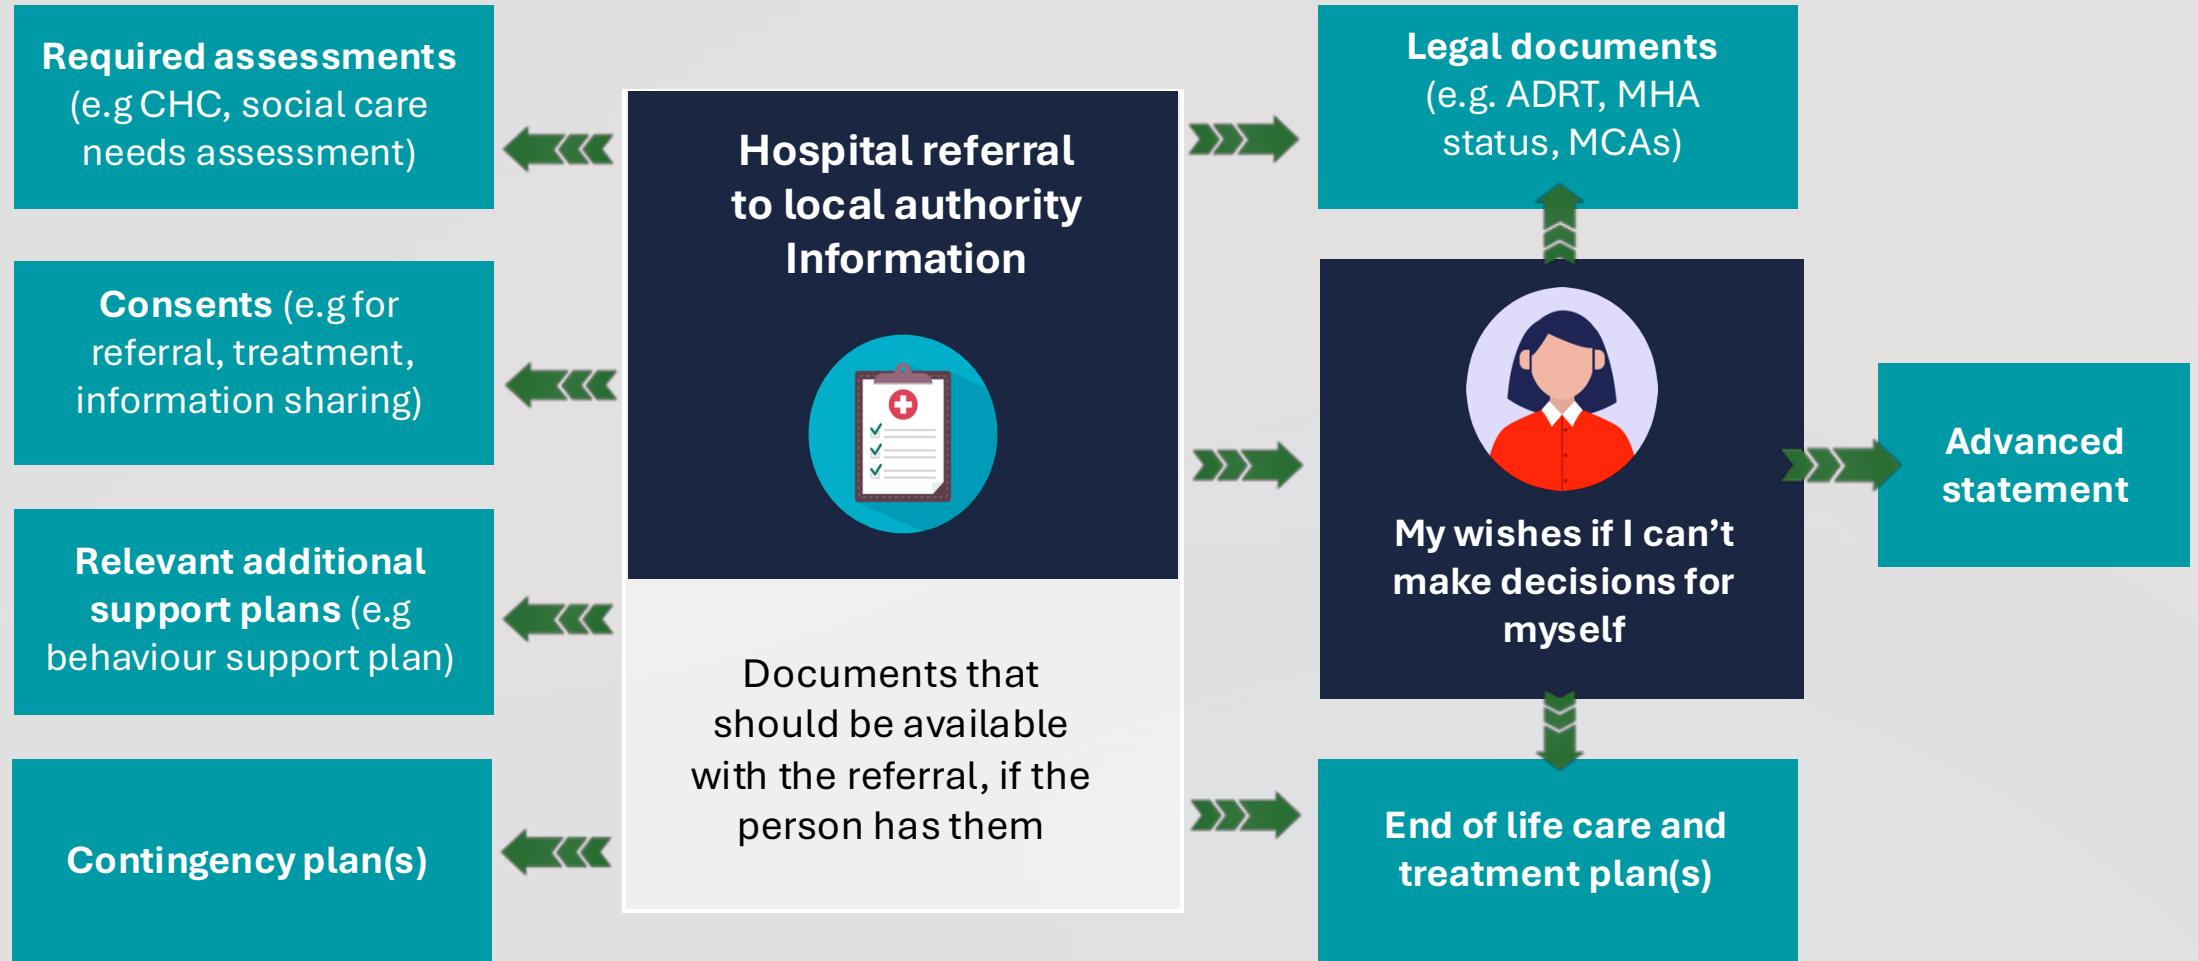 Required assessments
(e.g CHC, social care
needs assessment)
Consents (e.g for
referral, treatment,
information sharing)
Relevant additional
support plans (e.g
behaviour support plan)
Contingency plan(s)
Hospital referral
to local authority
Information
Documents that
should be available
with the referral, if the
person has them
Legal documents
(e.g. ADRT, MHA
status, MCAs)
My wishes if I can’t
make decisions for
myself
Advanced
statement
End of life care and
treatment plan(s)